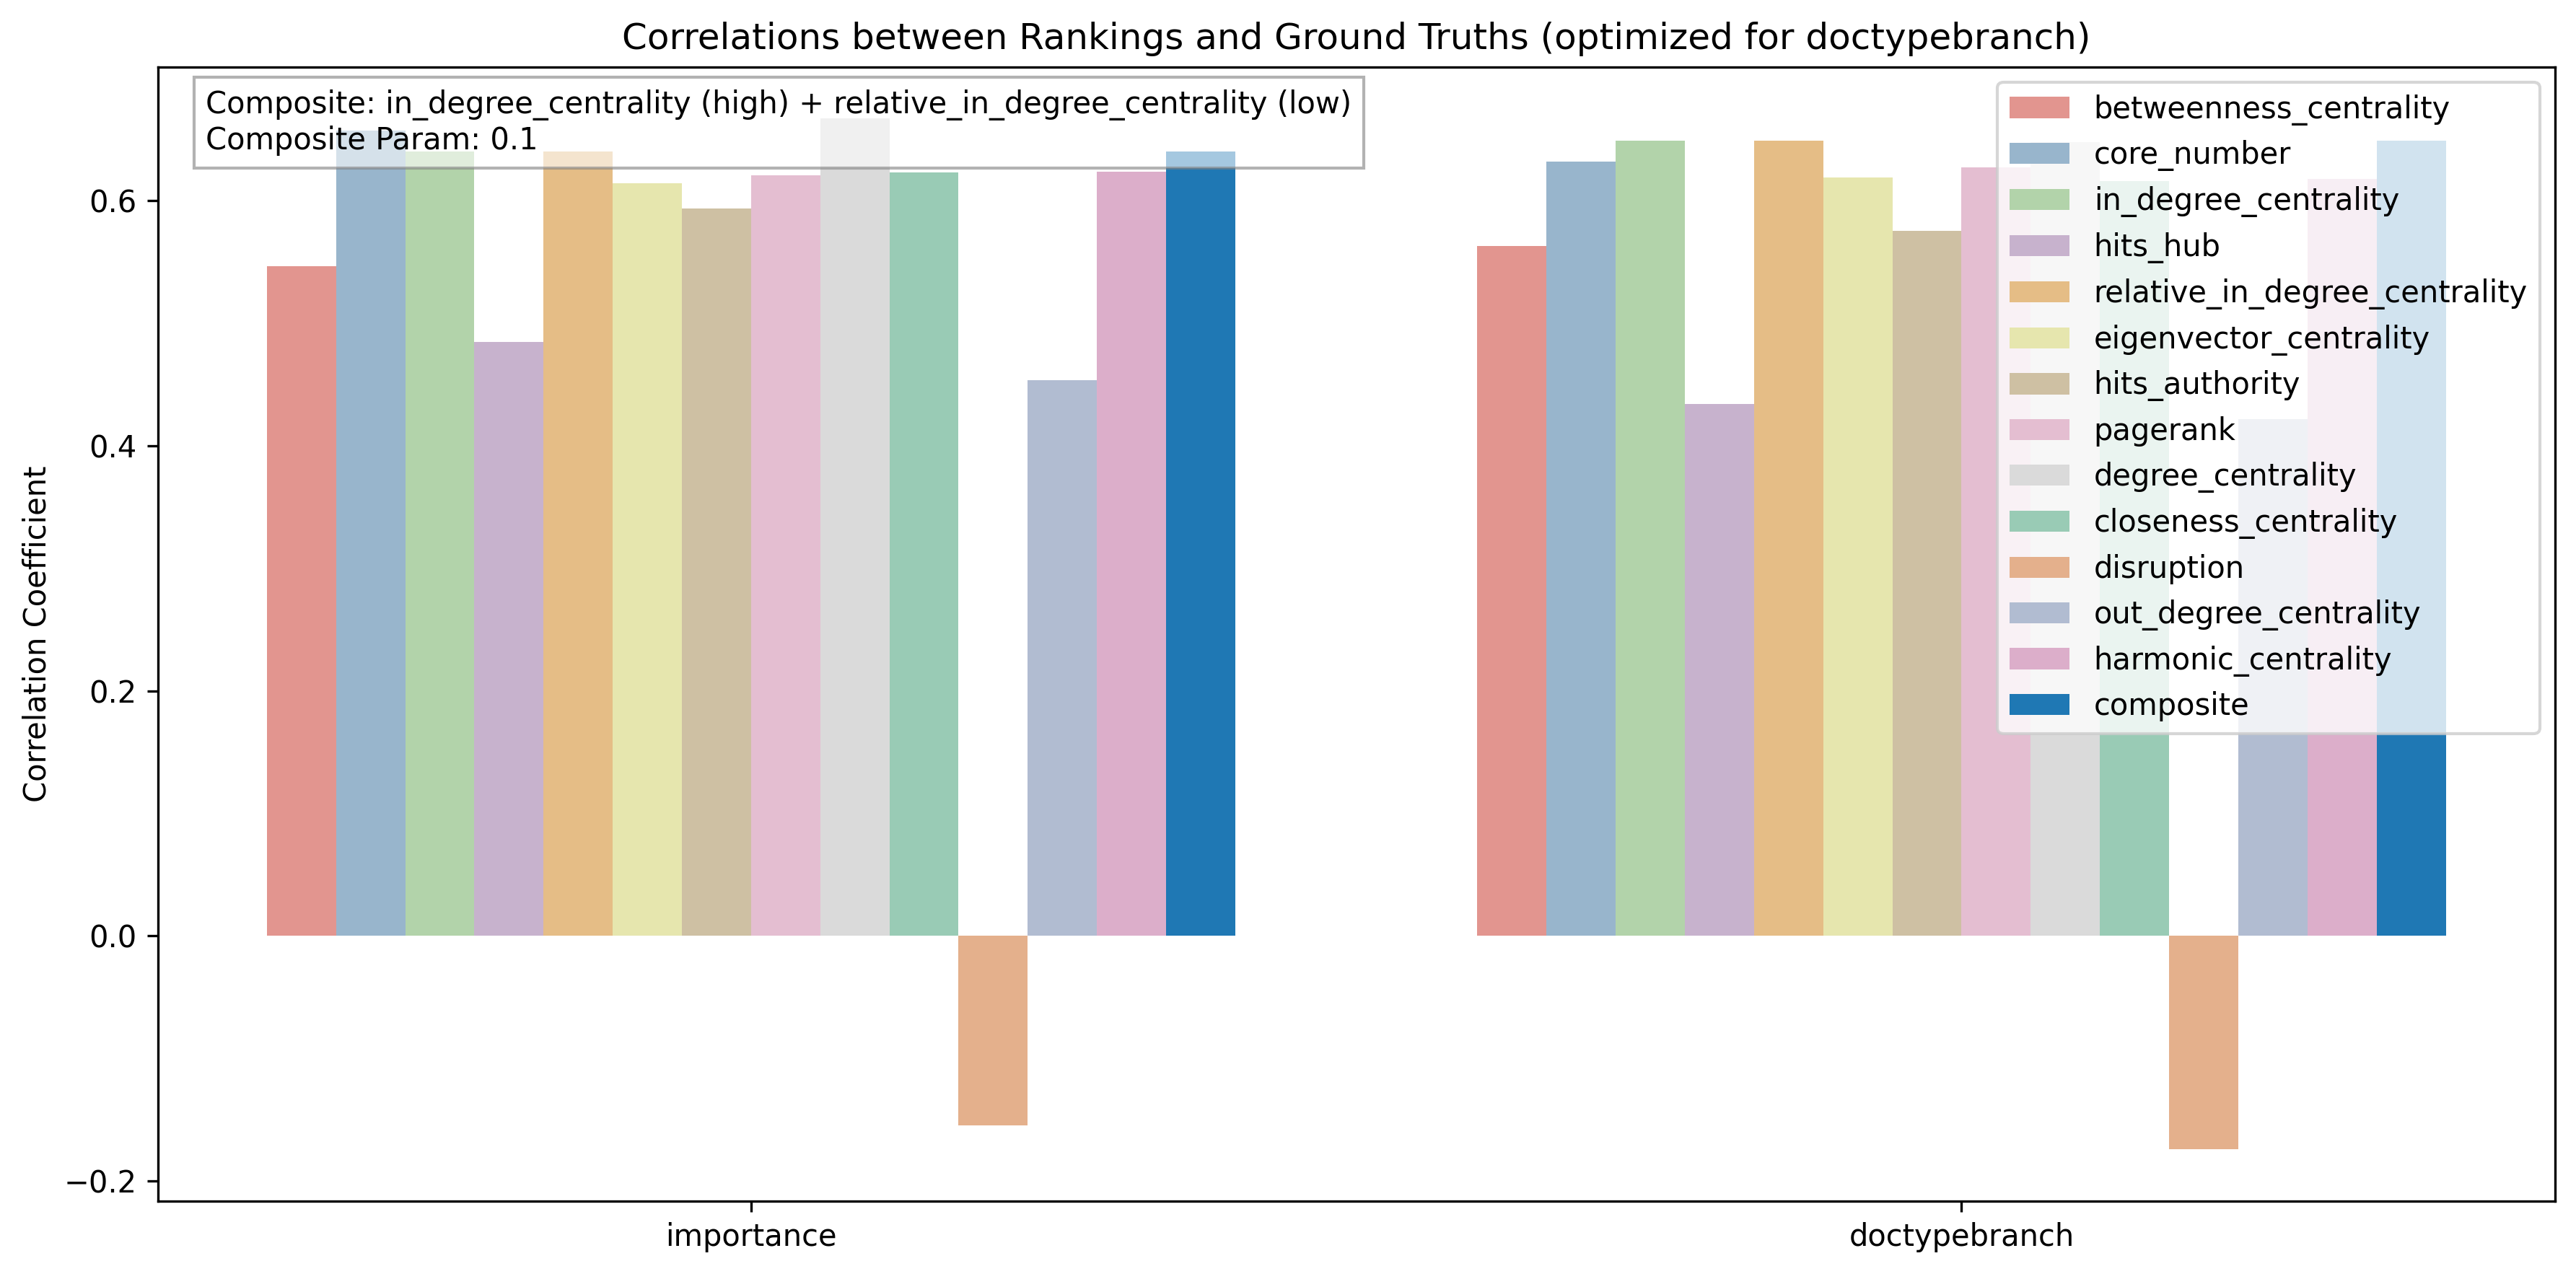 Correlations between Rankings and Ground Truths (optimized for doctypebranch)
Composite: in_degree_centrality (high) + relative_in_degree_centrality (low)
Composite Param: 0.1
betweenness_centrality
core_number
in_degree_centrality
hits_hub
relative_in_degree_centrality
eigenvector_centrality
hits_authority
pagerank
degree_centrality
closeness_centrality
disruption
out_degree_centrality
harmonic_centrality
composite
Correlation Coefficient
0.6
0.4
0.2
0.0
−0.2
importance
doctypebranch